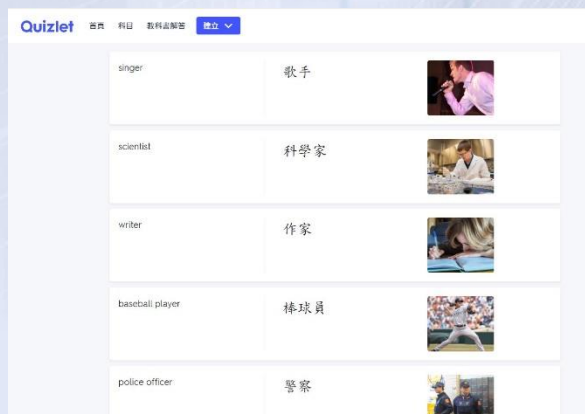 Quizlet 首頁 科目 教科書解答 建立
singer 歌手
scientist 科學家
writer 作家
baseball player 棒球員
police officer 警察